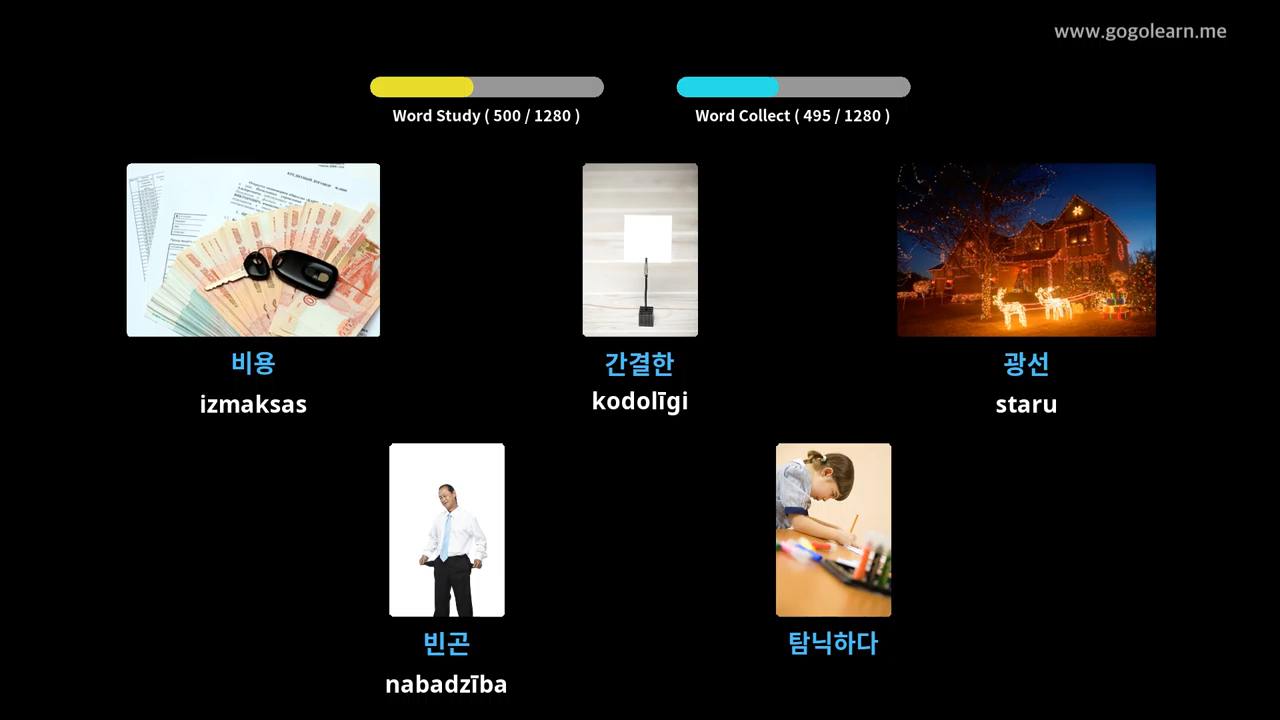 www.gogolearn.me
Word Study ( 500 / 1280 )
Word Collect ( 495 / 1280 )
비용
izmaksas
간결한
kodolīgi
광선
staru
빈곤
nabadzība
탐닉하다